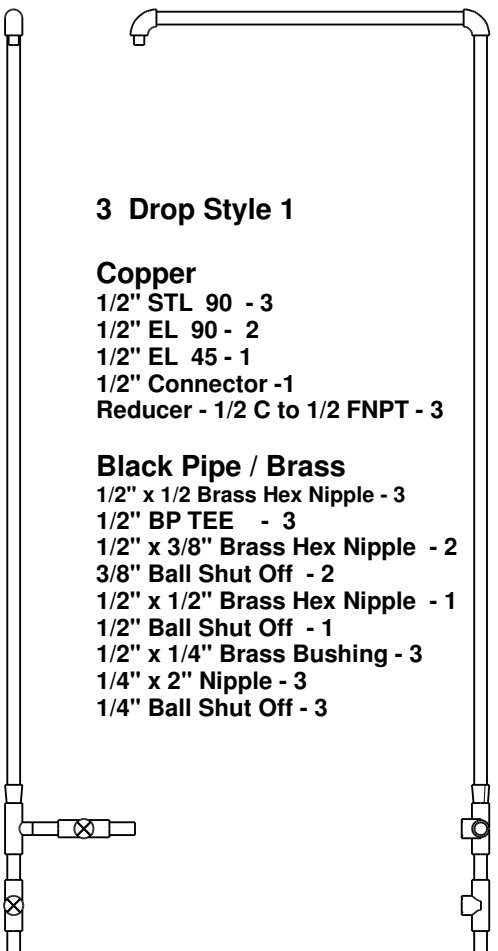 3 Drop Style 1
Copper
1/2" STL 90 - 3
1/2" EL 90 - 2
1/2" EL 45 - 1
1/2" Connector -1
Reducer - 1/2 C to 1/2 FNPT - 3
Black Pipe / Brass
1/2" x 1/2 Brass Hex Nipple - 3
1/2" BP TEE - 3
1/2" x 3/8" Brass Hex Nipple - 2
3/8" Ball Shut Off - 2
1/2" x 1/2" Brass Hex Nipple - 1
1/2" Ball Shut Off - 1
1/2" x 1/4" Brass Bushing - 3
1/4" x 2" Nipple - 3
1/4" Ball Shut Off - 3